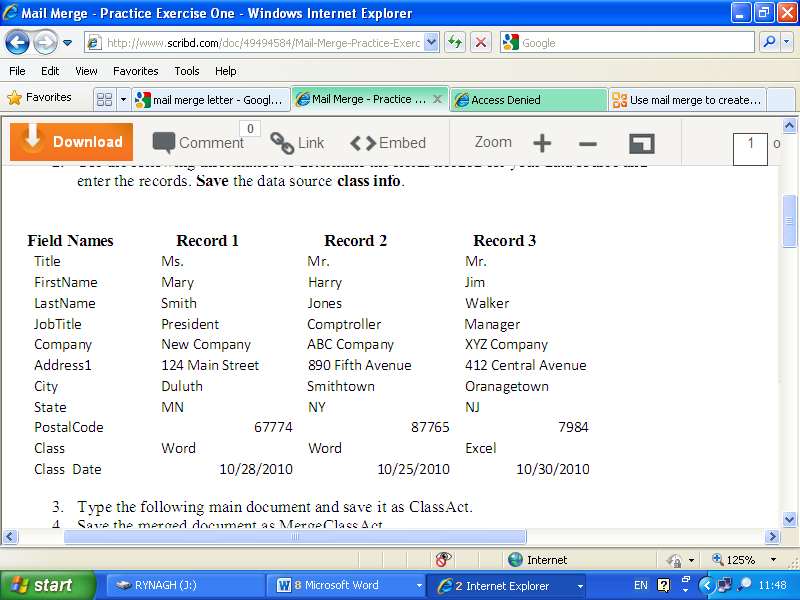 Mail Merge - Practice Exercise One - Windows Internet Explorer
http://www.scribd.com/doc/49494584/Mail-Merge-Practice-Exerc
Google
File Edit View Favorites Tools Help
Favorites
mail merge letter - Googl...
Mail Merge - Practice ...
Access Denied
Use mail merge to create...
Download
Comment
0
Link
Embed
Zoom
1
o
enter the records. Save the data source class info.
Field Names Record 1 Record 2 Record 3
Title Ms. Mr. Mr.
FirstName Mary Harry Jim
LastName Smith Jones Walker
JobTitle President Comptroller Manager
Company New Company ABC Company XYZ Company
Address1 124 Main Street 890 Fifth Avenue 412 Central Avenue
City Duluth Smithtown Oranagetown
State MN NY NJ
PostalCode 67774 87765 7984
Class Word Word Excel
Class Date 10/28/2010 10/25/2010 10/30/2010
3. Type the following main document and save it as ClassAct.
4. Save the merged document as MergeClassAct
Internet
125%
start
RYNAGH (J:)
8 Microsoft Word
2 Internet Explorer
EN
11:48